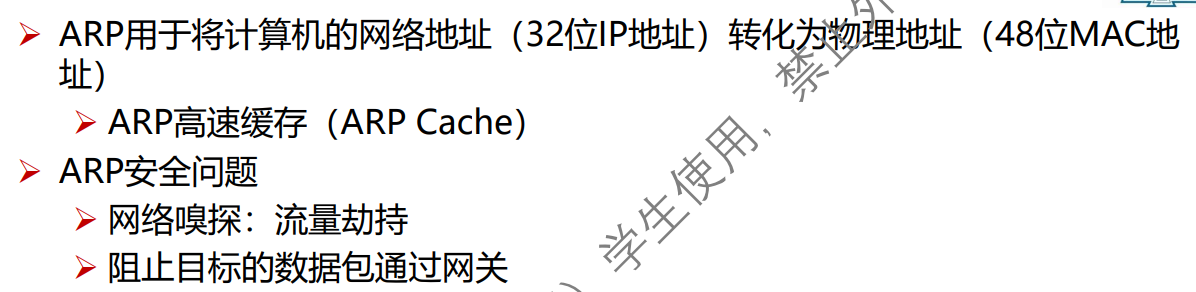 ARP用于将计算机的网络地址（32位IP地址）转化为物理地址（48位MAC地
址）
ARP高速缓存（ARP Cache）
ARP安全问题
网络嗅探：流量劫持
阻止目标的数据包通过网关
）学生使用，禁止外